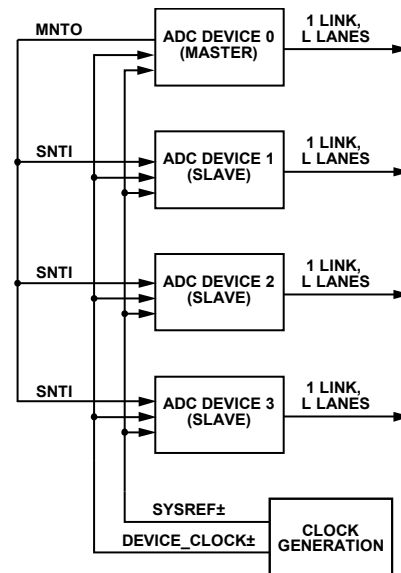 MNTO
ADC DEVICE 0
(MASTER)
1 LINK,
L LANES
SNTI
ADC DEVICE 1
(SLAVE)
1 LINK,
L LANES
SNTI
ADC DEVICE 2
(SLAVE)
1 LINK,
L LANES
SNTI
ADC DEVICE 3
(SLAVE)
1 LINK,
L LANES
SYSREF±
DEVICE_CLOCK±
CLOCK
GENERATION